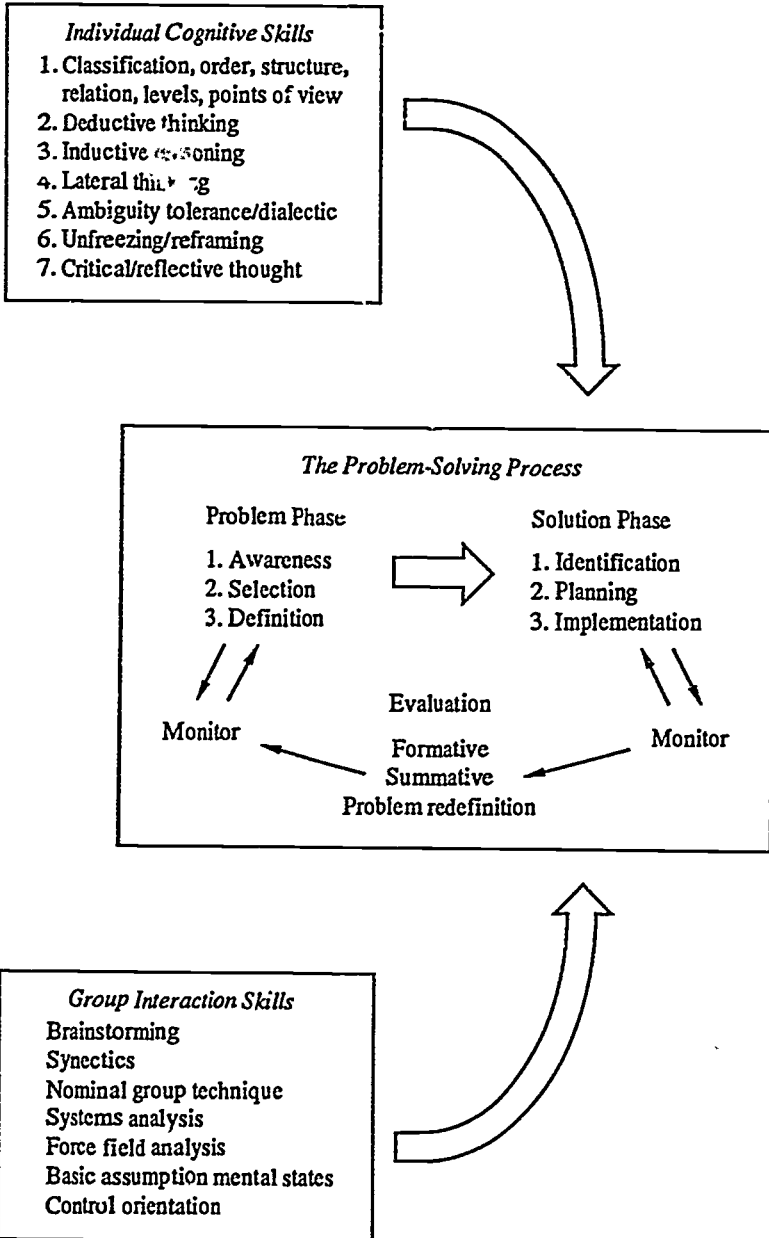 Individual Cognitive Skills
1. Classification, order, structure,
relation, levels, points of view
2. Deductive thinking
3. Inductive
4. Lateral
5. Ambiguity tolerance/dialectic
6. Unfreezing/reframing
7. Critical/reflective thought
The Problem-Solving Process
Problem Phase
1. Awareness
2. Selection
3. Definition
Solution Phase
1. Identification
2. Planning
3. Implementation
Monitor
Evaluation
Formative
Summative
Problem redefinition
Monitor
Group Interaction Skills
Brainstorming
Synectics
Nominal group technique
Systems analysis
Force field analysis
Basic assumption mental states
Control orientation